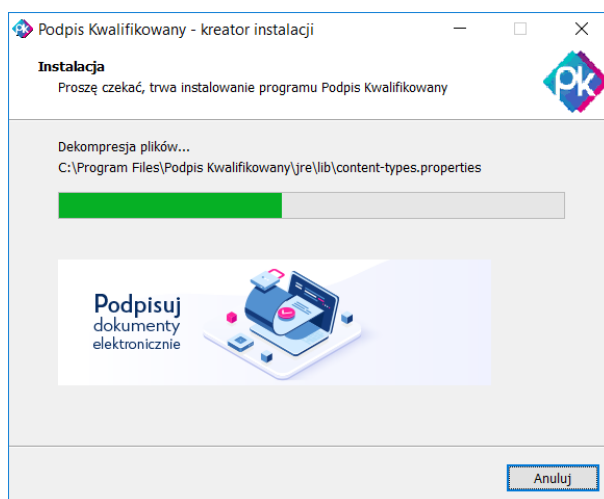 Podpis Kwalifikowany - kreator instalacji
Instalacja
Proszę czekać, trwa instalowanie programu Podpis Kwalifikowany
pk
Dekompresja plików...
C:\Program Files\Podpis Kwalifikowany\jre\lib\content-types.properties
Podpisuj
dokumenty
elektronicznie
Anuluj